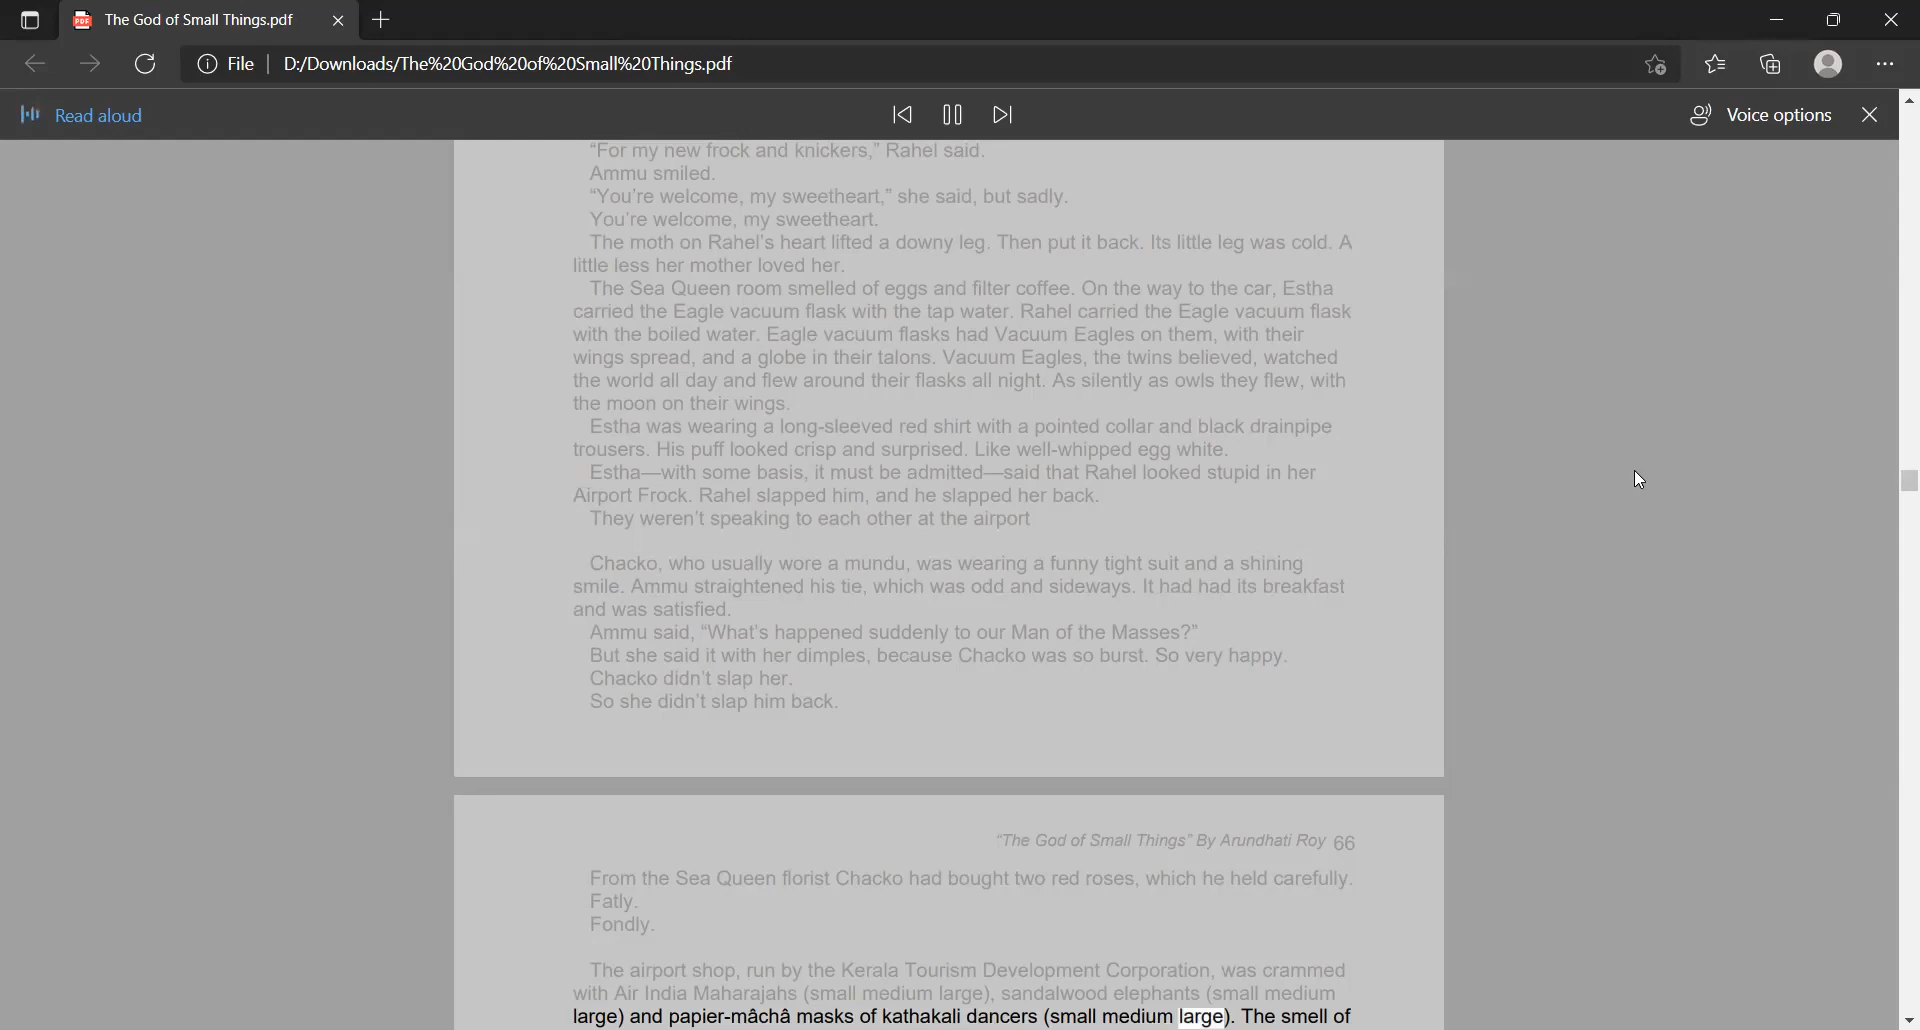 The God of Small Things.pdf
File
D:/Downloads/The%20God%20of%20Small%20Things.pdf
Read aloud
Voice options
“For my new frock and knickers,” Rahel said.
Ammu smiled.
“You’re welcome, my sweetheart,” she said, but sadly.
You’re welcome, my sweetheart.
The moth on Rahel’s heart lifted a downy leg. Then put it back. Its little leg was cold. A
little less her mother loved her.
The Sea Queen room smelled of eggs and filter coffee. On the way to the car, Estha
carried the Eagle vacuum flask with the tap water. Rahel carried the Eagle vacuum flask
with the boiled water. Eagle vacuum flasks had Vacuum Eagles on them, with their
wings spread, and a globe in their talons. Vacuum Eagles, the twins believed, watched
the world all day and flew around their flasks all night. As silently as owls they flew, with
the moon on their wings.
Estha was wearing a long-sleeved red shirt with a pointed collar and black drainpipe
trousers. His puff looked crisp and surprised. Like well-whipped egg white.
Estha—with some basis, it must be admitted—said that Rahel looked stupid in her
Airport Frock. Rahel slapped him, and he slapped her back.
They weren’t speaking to each other at the airport
Chacko, who usually wore a mundu, was wearing a funny tight suit and a shining
smile. Ammu straightened his tie, which was odd and sideways. It had had its breakfast
and was satisfied.
Ammu said, “What’s happened suddenly to our Man of the Masses?”
But she said it with her dimples, because Chacko was so burst. So very happy.
Chacko didn’t slap her.
So she didn’t slap him back.
“The God of Small Things” By Arundhati Roy 66
From the Sea Queen florist Chacko had bought two red roses, which he held carefully.
Fatly.
Fondly.
The airport shop, run by the Kerala Tourism Development Corporation, was crammed
with Air India Maharajahs (small medium large), sandalwood elephants (small medium
large) and papier-mâchâ masks of kathakali dancers (small medium large). The smell of